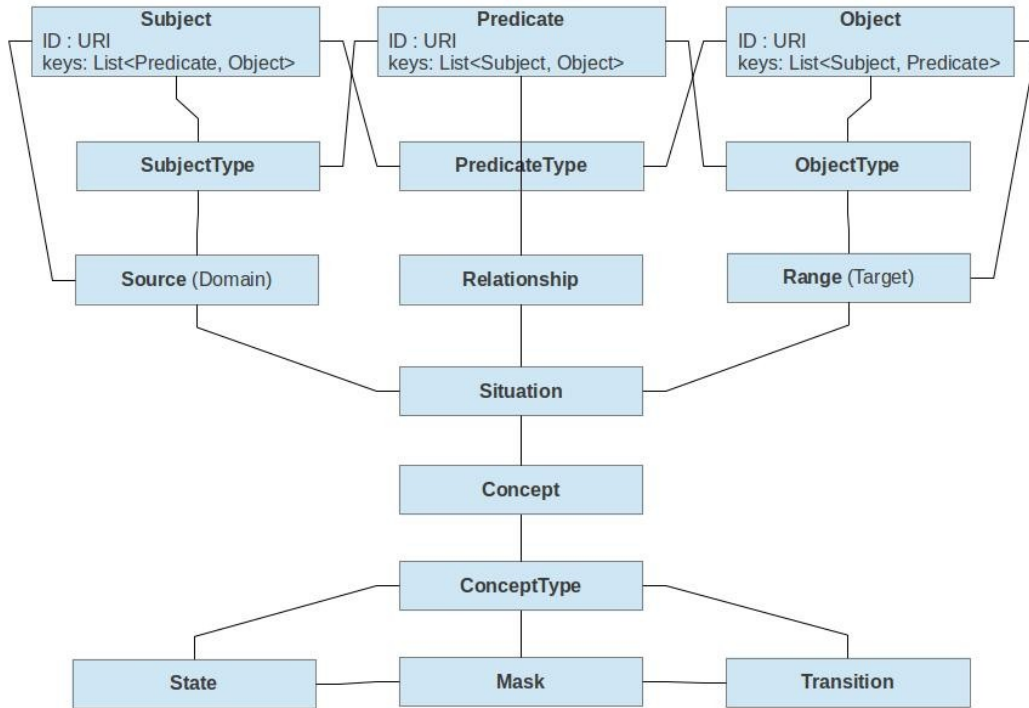 Subject
ID : URI
keys: List<Predicate, Object>
Predicate
ID : URI
keys: List<Subject, Object>
Object
ID : URI
keys: List<Subject, Predicate>
SubjectType
PredicateType
ObjectType
Source (Domain)
Relationship
Range (Target)
Situation
Concept
ConceptType
State
Mask
Transition